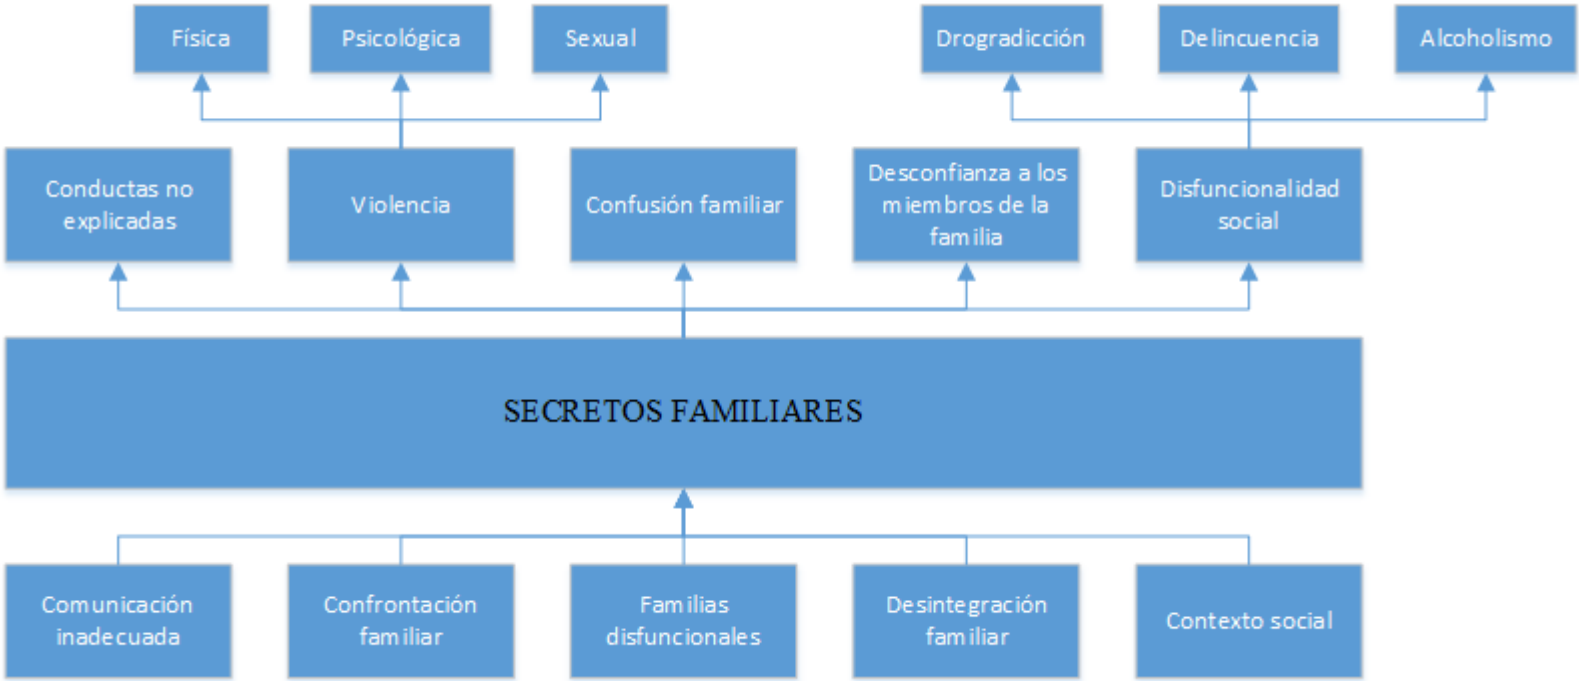 Física
Psicológica
Sexual
Drogradicción
Delincuencia
Alcoholismo
Conductas no
explicadas
Violencia
Confusión familiar
Desconfianza a los
miembros de la
familia
Disfuncionalidad
social
SECRETOS FAMILIARES
Comunicación
inadecuada
Confrontación
familiar
Familias
disfuncionales
Desintegración
familiar
Contexto social